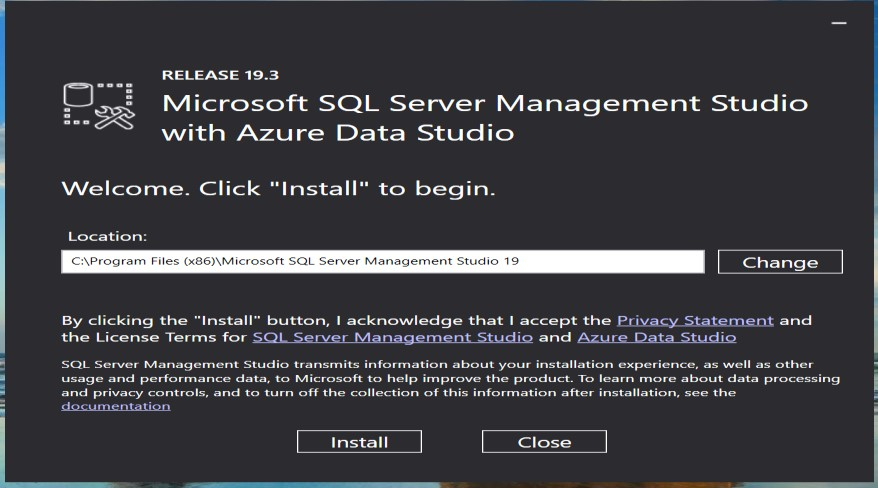 RELEASE 19.3
Microsoft SQL Server Management Studio
with Azure Data Studio
Welcome. Click "Install" to begin.
Location:
C:\Program Files (x86)\Microsoft SQL Server Management Studio 19
Change
By clicking the "Install" button, I acknowledge that I accept the Privacy Statement and
the License Terms for SQL Server Management Studio and Azure Data Studio
SQL Server Management Studio transmits information about your installation experience, as well as other
usage and performance data, to Microsoft to help improve the product. To learn more about data processing
and privacy controls, and to turn off the collection of this information after installation, see the
documentation
Install
Close